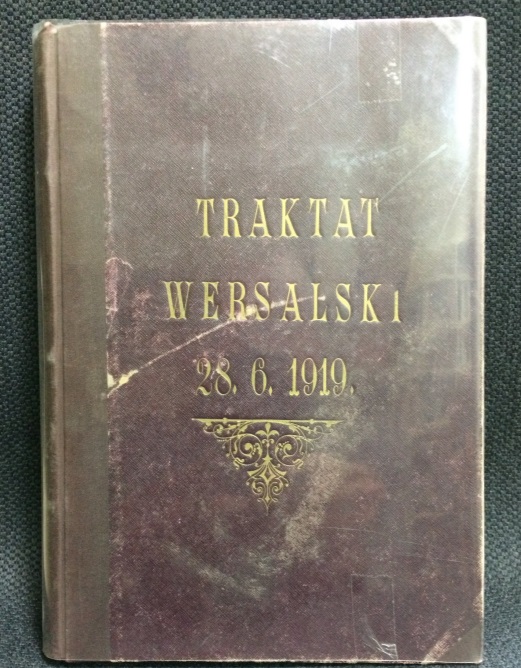 TRAKTAT
WERSALSKI
28. 6. 1919.